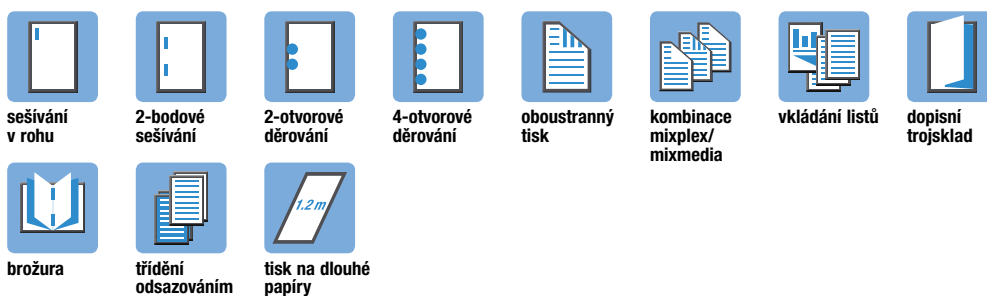 sešívání
v rohu
2-bodové
sešívání
2-otvorové
děrování
4-otvorové
děrování
oboustranný
tisk
kombinace
mixplex/
mixmedia
vkládání listů
dopisní
trojsklad
brožura
třídění
odsazováním
1.2 m
tisk na dlouhé
papíry